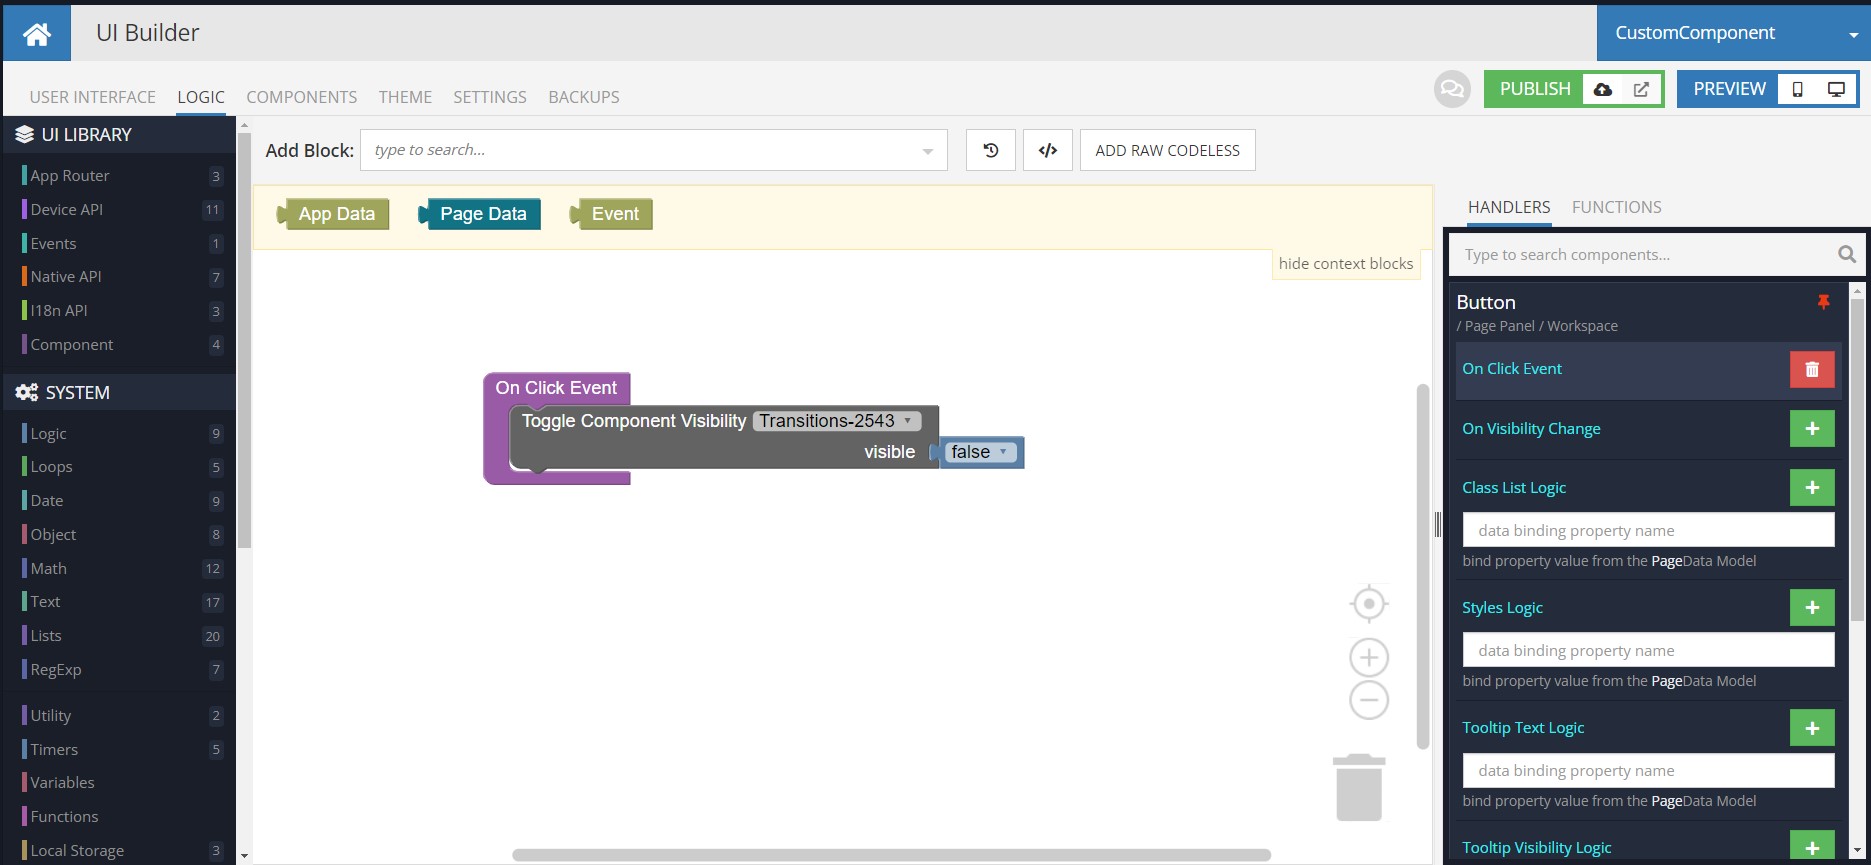 UI Builder
CustomComponent
USER INTERFACE
LOGIC
COMPONENTS
THEME
SETTINGS
BACKUPS
PUBLISH
PREVIEW
UI LIBRARY
App Router 3
Device API 11
Events 1
Native API 7
I18n API 3
Component 4
SYSTEM
Logic 9
Loops 5
Date 9
Object 8
Math 12
Text 17
Lists 20
RegExp 7
Utility 2
Timers 5
Variables
Functions
Local Storage 3
Add Block:
type to search...
ADD RAW CODELESS
App Data
Page Data
Event
hide context blocks
On Click Event
Toggle Component Visibility Transitions-2543
visible false
HANDLERS
FUNCTIONS
Type to search components...
Button
/ Page Panel / Workspace
On Click Event
On Visibility Change
Class List Logic
data binding property name
bind property value from the PageData Model
Styles Logic
data binding property name
bind property value from the PageData Model
Tooltip Text Logic
data binding property name
bind property value from the PageData Model
Tooltip Visibility Logic